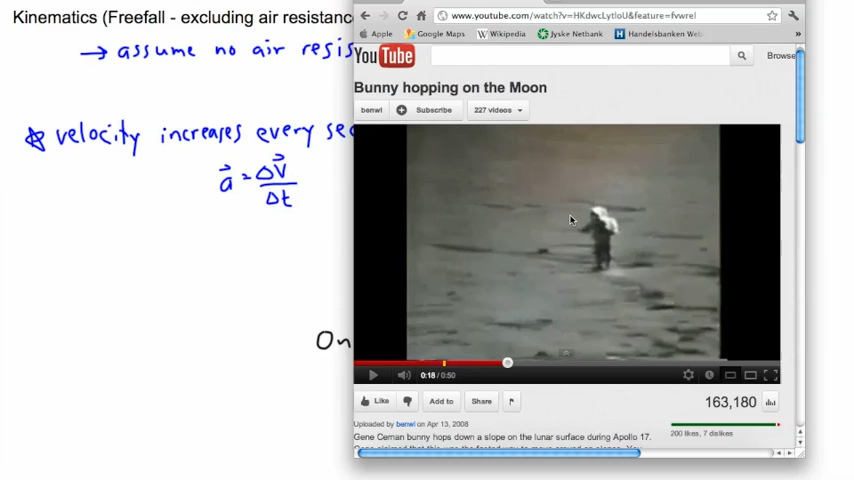 Kinematics (Freefall - excluding air resistanc
→ assume no air resis
☆ velocity increases every sec
a⃗ = Δv⃗
Δt
On
www.youtube.com/watch?v=HKdwcLytloU&feature=fvwrel
Apple Google Maps Wikipedia Jyske Netbank Handelsbanken Web »
YouTube Browse
Bunny hopping on the Moon
benwl Subscribe 227 videos
0:18 / 0:50
Like Add to Share 163,180
Uploaded by benwl on Apr 13, 2008
200 likes, 7 dislikes
Gene Cernan bunny hops down a slope on the lunar surface during Apollo 17.